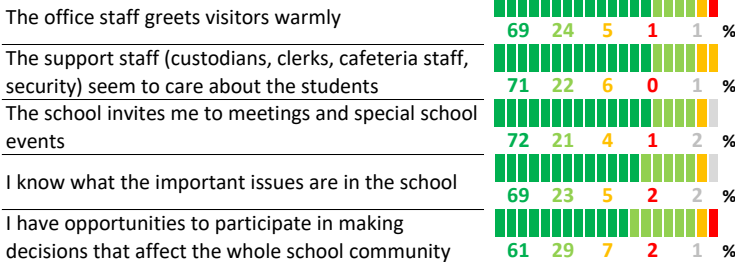 The office staff greets visitors warmly
69 24 5 1 1 %
The support staff (custodians, clerks, cafeteria staff,
security) seem to care about the students
71 22 6 0 1 %
The school invites me to meetings and special school
events
72 21 4 1 2 %
I know what the important issues are in the school
69 23 5 2 2 %
I have opportunities to participate in making
decisions that affect the whole school community
61 29 7 2 1 %